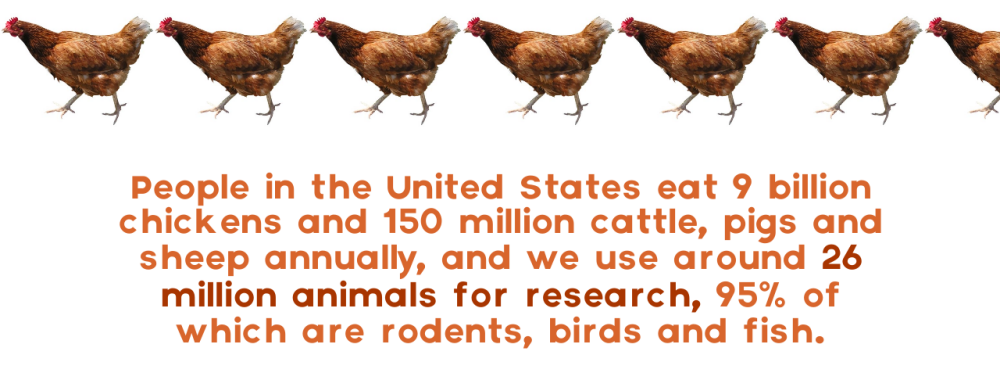 People in the United States eat 9 billion
chickens and 150 million cattle, pigs and
sheep annually, and we use around 26
million animals for research, 95% of
which are rodents, birds and fish.